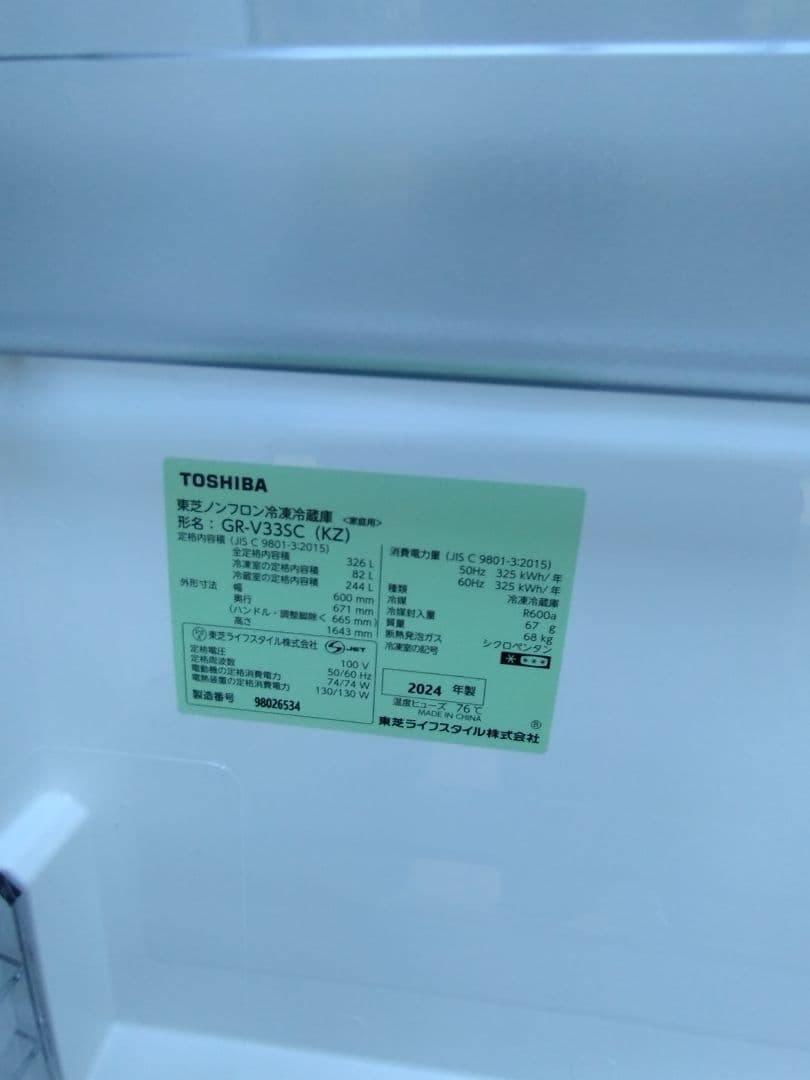 TOSHIBA
東芝ノンフロン冷凍冷蔵庫 <家庭用>
形名： GR-V33SC (KZ)
定格内容積 (JIS C 9801-3:2015)
全定格内容積 326 L
冷凍室の定格内容積 82 L
冷蔵室の定格内容積 244 L
外形寸法 幅 600 mm
奥行 671 mm
(ハンドル・調整脚除く 665 mm)
高さ 1643 mm
東芝ライフスタイル株式会社 JET
定格電圧 100 V
定格周波数 50/60 Hz
電動機の定格消費電力 74/74 W
電熱装置の定格消費電力 130/130 W
製造番号 98026534
消費電力量 (JIS C 9801-3:2015)
50Hz 325 kWh/年
60Hz 325 kWh/年
種類 冷凍冷蔵庫
冷媒 R600a
冷媒封入量 67 g
質量 68 kg
断熱発泡ガス シクロペンタン
冷凍室の記号
2024 年製
温度ヒューズ 76℃
MADE IN CHINA
東芝ライフスタイル株式会社 ®